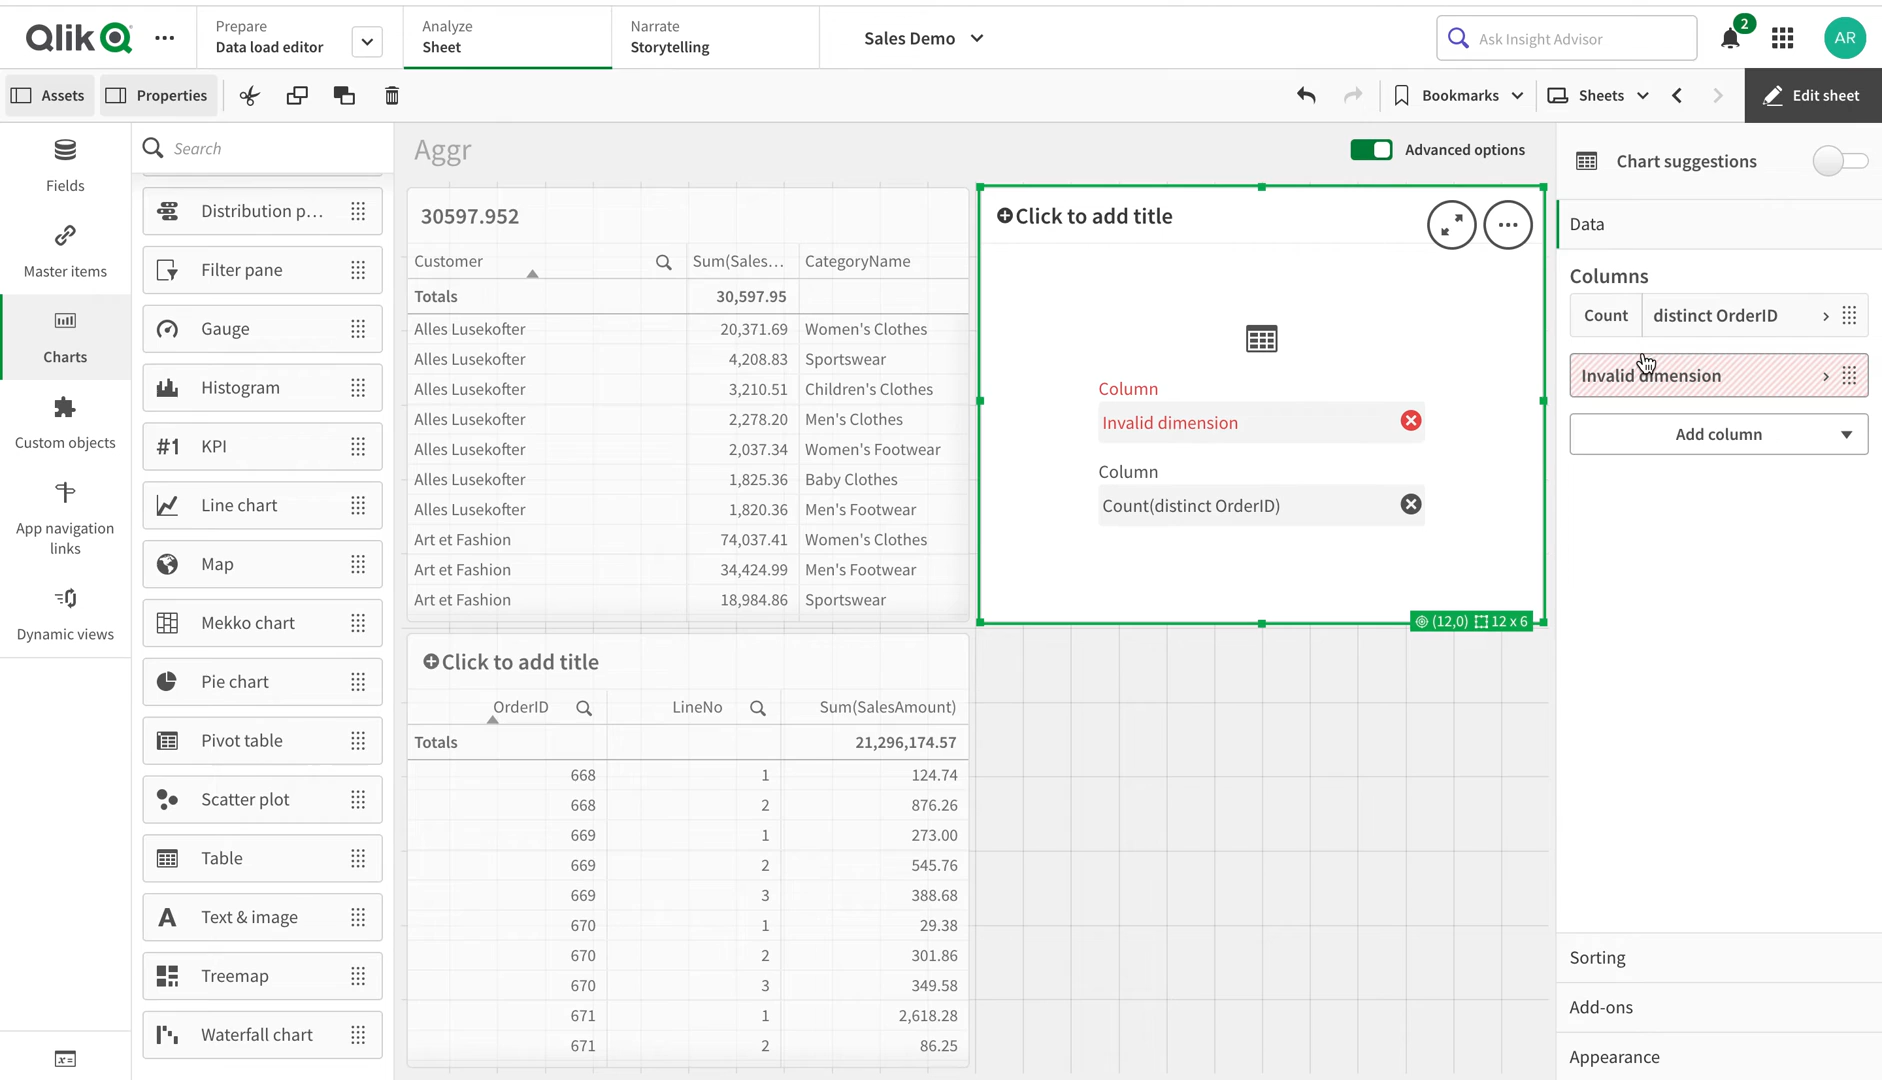 Qlik
Prepare
Data load editor
Analyze
Sheet
Narrate
Storytelling
Sales Demo
Ask Insight Advisor
2
AR
Assets
Properties
Bookmarks
Sheets
Edit sheet
Fields
Master items
Charts
Custom objects
App navigation
links
Dynamic views
Search
Distribution p...
Filter pane
Gauge
Histogram
#1 KPI
Line chart
Map
Mekko chart
Pie chart
Pivot table
Scatter plot
Table
A Text & image
Treemap
Waterfall chart
Aggr
Advanced options
30597.952
Customer Sum(Sales... CategoryName
Totals 30,597.95
Alles Lusekofter 20,371.69 Women's Clothes
Alles Lusekofter 4,208.83 Sportswear
Alles Lusekofter 3,210.51 Children's Clothes
Alles Lusekofter 2,278.20 Men's Clothes
Alles Lusekofter 2,037.34 Women's Footwear
Alles Lusekofter 1,825.36 Baby Clothes
Alles Lusekofter 1,820.36 Men's Footwear
Art et Fashion 74,037.41 Women's Clothes
Art et Fashion 34,424.99 Men's Footwear
Art et Fashion 18,984.86 Sportswear
Click to add title
Column
Invalid dimension
Column
Count(distinct OrderID)
(12,0) 12 x 6
Click to add title
OrderID LineNo Sum(SalesAmount)
Totals 21,296,174.57
668 1 124.74
668 2 876.26
669 1 273.00
669 2 545.76
669 3 388.68
670 1 29.38
670 2 301.86
670 3 349.58
671 1 2,618.28
671 2 86.25
Chart suggestions
Data
Columns
Count distinct OrderID
Invalid dimension
Add column
Sorting
Add-ons
Appearance